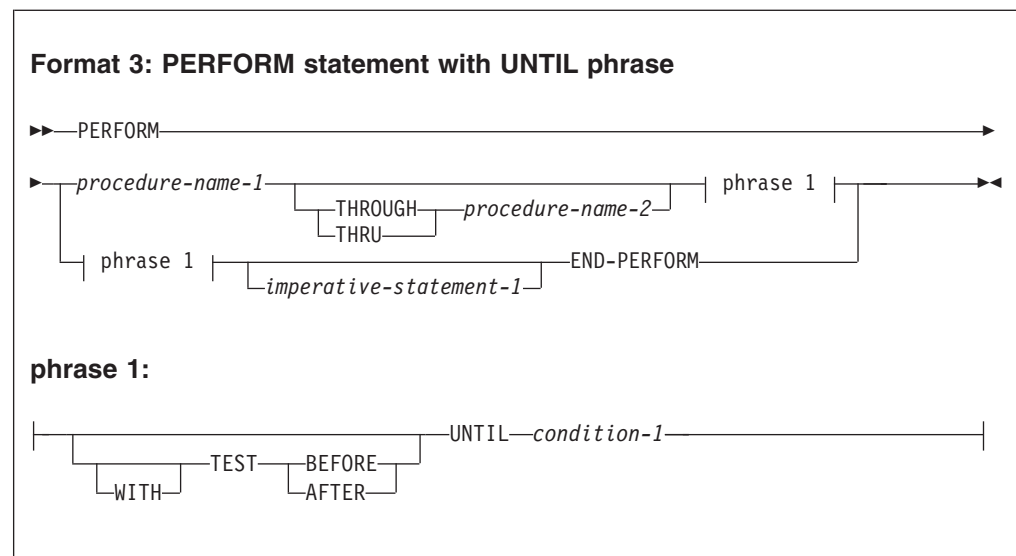 Format 3: PERFORM statement with UNTIL phrase
PERFORM
procedure-name-1 phrase 1
THROUGH procedure-name-2
THRU
phrase 1 END-PERFORM
imperative-statement-1
phrase 1:
UNTIL condition-1
TEST BEFORE
WITH AFTER